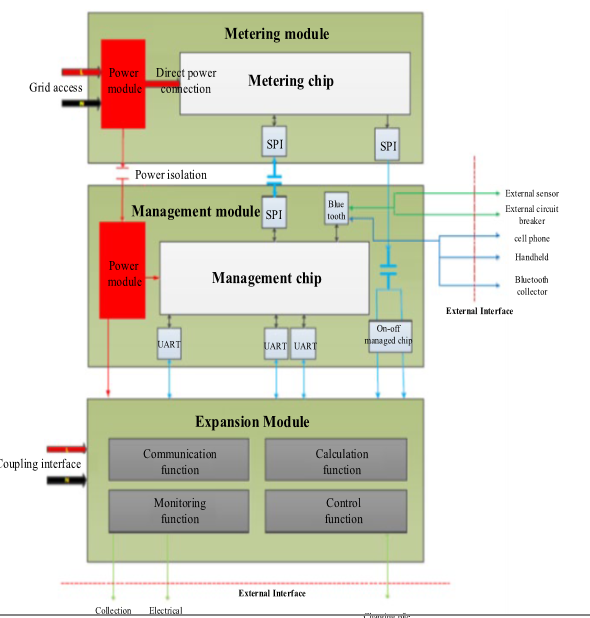 Metering module
Power
module
Direct power
connection
Metering chip
L
Grid access
N
SPI
SPI
Power isolation
Management module
SPI
Blue
tooth
External sensor
External circuit
breaker
cell phone
Handheld
Bluetooth
collector
External Interface
Power
module
Management chip
On-off
managed chip
UART
UART
UART
Expansion Module
L
Coupling interface
N
Communication
function
Calculation
function
Monitoring
function
Control
function
External Interface
Collection
Electrical